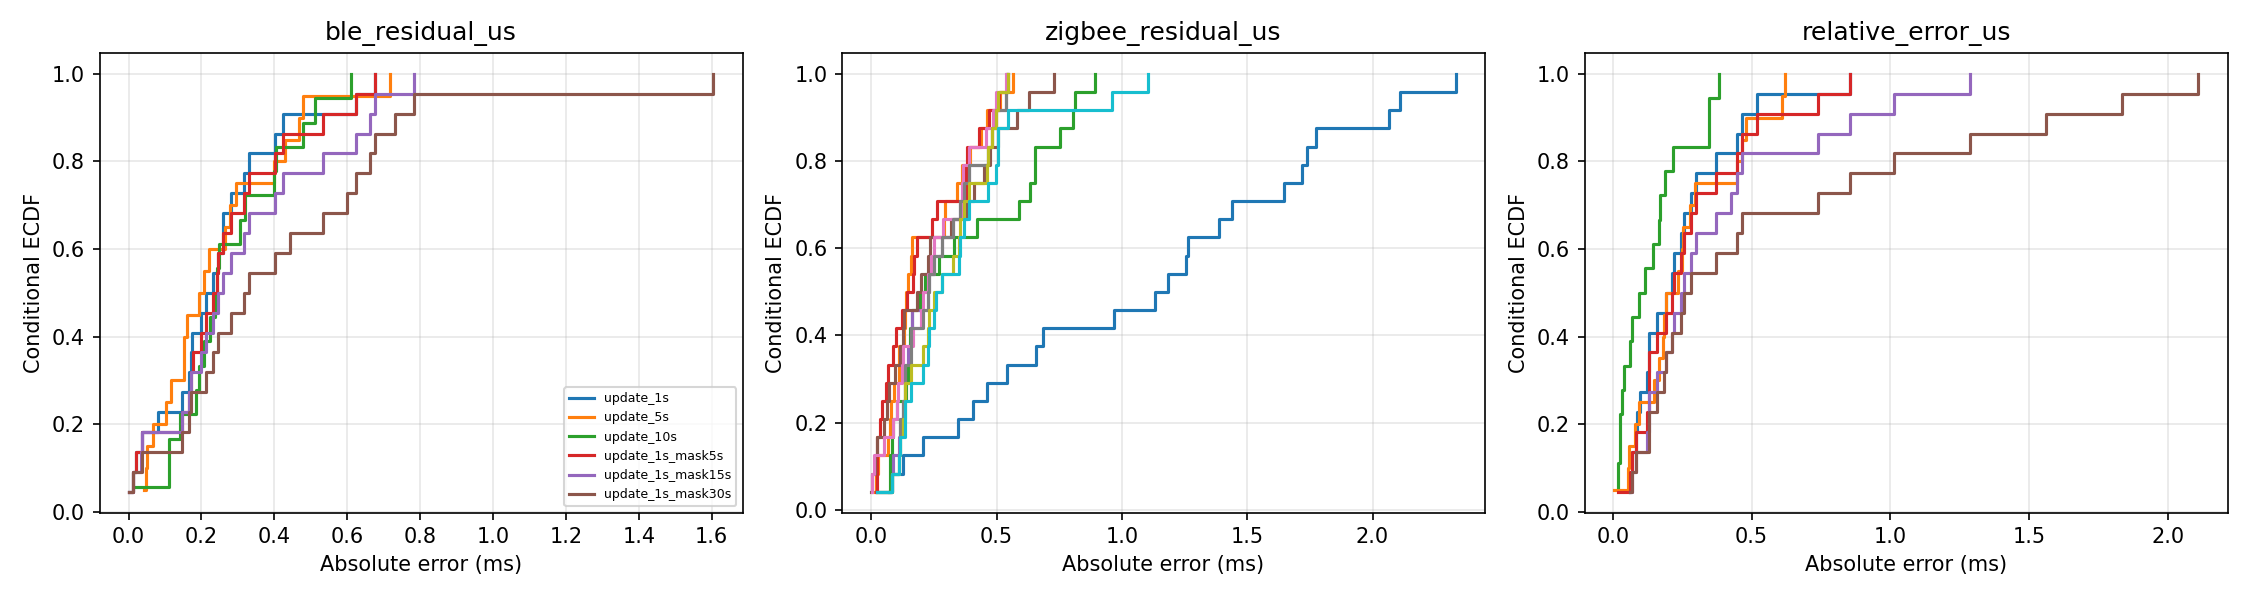 ble_residual_us
Conditional ECDF
1.0
0.8
0.6
0.4
0.2
0.0
update_1s
update_5s
update_10s
update_1s_mask5s
update_1s_mask15s
update_1s_mask30s
0.0 0.2 0.4 0.6 0.8 1.0 1.2 1.4 1.6
Absolute error (ms)
zigbee_residual_us
Conditional ECDF
1.0
0.8
0.6
0.4
0.2
0.0
0.0 0.5 1.0 1.5 2.0
Absolute error (ms)
relative_error_us
Conditional ECDF
1.0
0.8
0.6
0.4
0.2
0.0
0.0 0.5 1.0 1.5 2.0
Absolute error (ms)